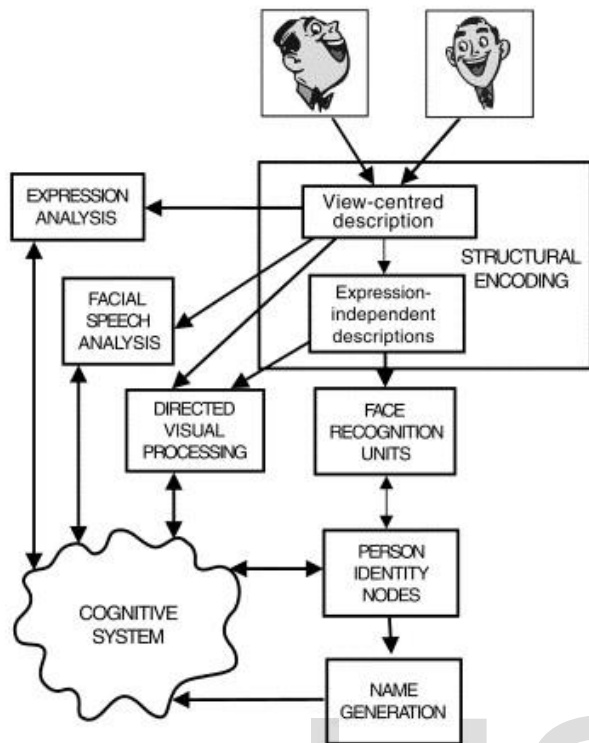 EXPRESSION
ANALYSIS
View-centred
description
STRUCTURAL
ENCODING
FACIAL
SPEECH
ANALYSIS
Expression-
independent
descriptions
DIRECTED
VISUAL
PROCESSING
FACE
RECOGNITION
UNITS
COGNITIVE
SYSTEM
PERSON
IDENTITY
NODES
NAME
GENERATION